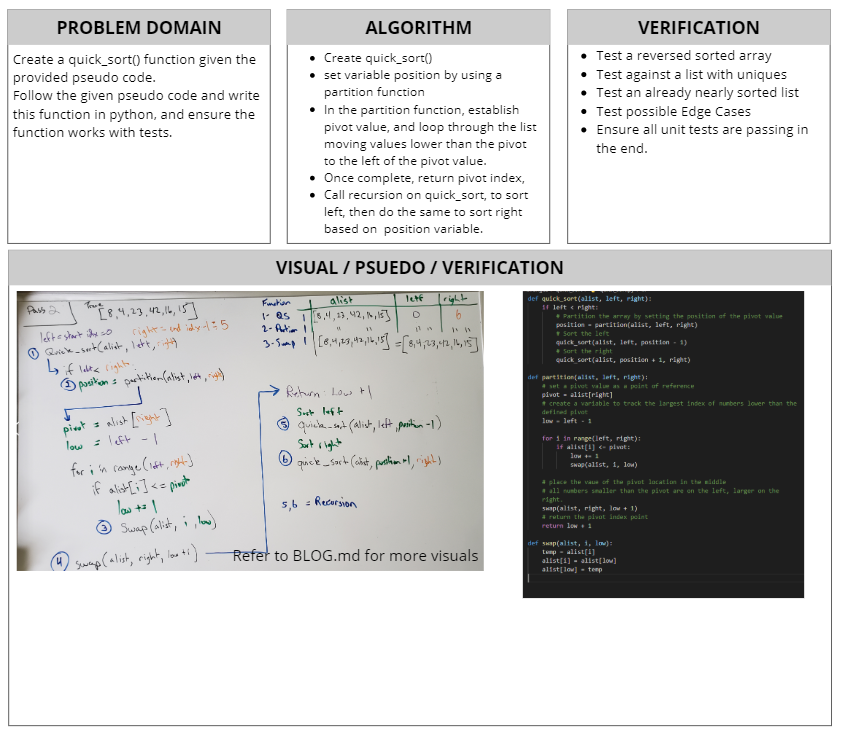 PROBLEM DOMAIN
Create a quick_sort() function given the
provided pseudo code.
Follow the given pseudo code and write
this function in python, and ensure the
function works with tests.
ALGORITHM
Create quick_sort()
set variable position by using a
partition function
In the partition function, establish
pivot value, and loop through the list
moving values lower than the pivot
to the left of the pivot value.
Once complete, return pivot index,
Call recursion on quick_sort, to sort
left, then do the same to sort right
based on position variable.
VERIFICATION
Test a reversed sorted array
Test against a list with uniques
Test an already nearly sorted list
Test possible Edge Cases
Ensure all unit tests are passing in
the end.
VISUAL / PSUEDO / VERIFICATION
Pass 2
[8,4,23,42,16,15]
left = start idx = 0
right = end idx - 1 = 5
① Quick_sort(alist, left, right)
if left < right:
② position = partition(alist, left, right)
pivot = alist[right]
low = left - 1
for i in range(left, right)
if alist[i] <= pivot
low += 1
③ Swap(alist, i, low)
④ swap(alist, right, low+1)
Function alist left right
1- QS 1 [8,4,23,42,16,15] 0 6
2- 1 " " " " " "
3- Swap 1 [8,4,23,42,16,15] = [8,4,23,42,16,15]
Return Low +1
Sort left
⑤ quick_sort(alist, left, position -1)
Sort right
⑥ quick_sort(alist, position+1, right)
5,6 = Recursion
Refer to BLOG.md for more visuals
def quick_sort(alist, left, right):
if left < right:
# Partition the array by setting the position of the pivot value
position = partition(alist, left, right)
# Sort the left
quick_sort(alist, left, position - 1)
# Sort the right
quick_sort(alist, position + 1, right)
def partition(alist, left, right):
# set a pivot value as a point of reference
pivot = alist[right]
# create a variable to track the largest index of numbers lower than the
defined pivot
low = left - 1
for i in range(left, right):
if alist[i] <= pivot:
low += 1
swap(alist, i, low)
# place the value of the pivot location in the middle
# all numbers smaller than the pivot are on the left, larger on the
right.
swap(alist, right, low + 1)
# return the pivot index point
return low + 1
def swap(alist, i, low):
temp = alist[i]
alist[i] = alist[low]
alist[low] = temp